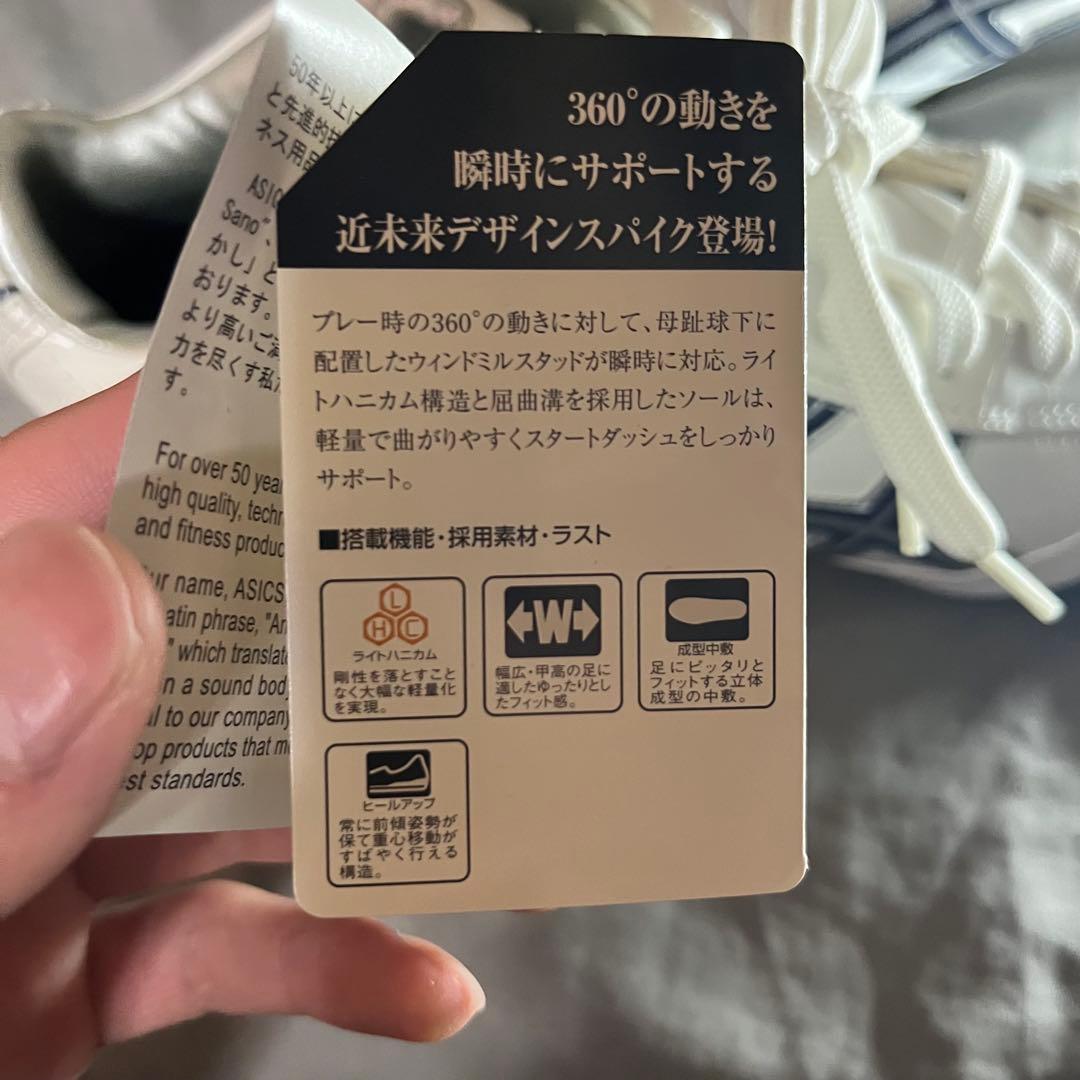 50年以上に
と先進的
ネス用品
ASIC
Sano"、
かし」と
おります。
より高いご満
力を尽くす私
す。
For over 50 year
high quality, techn
and fitness produc
ur name, ASICS
atin phrase, "An
" which translate
n a sound body
al to our company
op products that m
est standards.
360°の動きを
瞬時にサポートする
近未来デザインスパイク登場!
プレー時の360°の動きに対して、母趾球下に
配置したウィンドミルスタッドが瞬時に対応。ライ
トハニカム構造と屈曲溝を採用したソールは、
軽量で曲がりやすくスタートダッシュをしっかり
サポート。
■搭載機能・採用素材・ラスト
L
H C
ライトハニカム
剛性を落とすこと
なく大幅な軽量化
を実現。
W
幅広・甲高の足に
適したゆったりとし
たフィット感。
成型中敷
足にピッタリと
フィットする立体
成型の中敷。
ヒールアップ
常に前傾姿勢が
保て重心移動が
すばやく行える
構造。